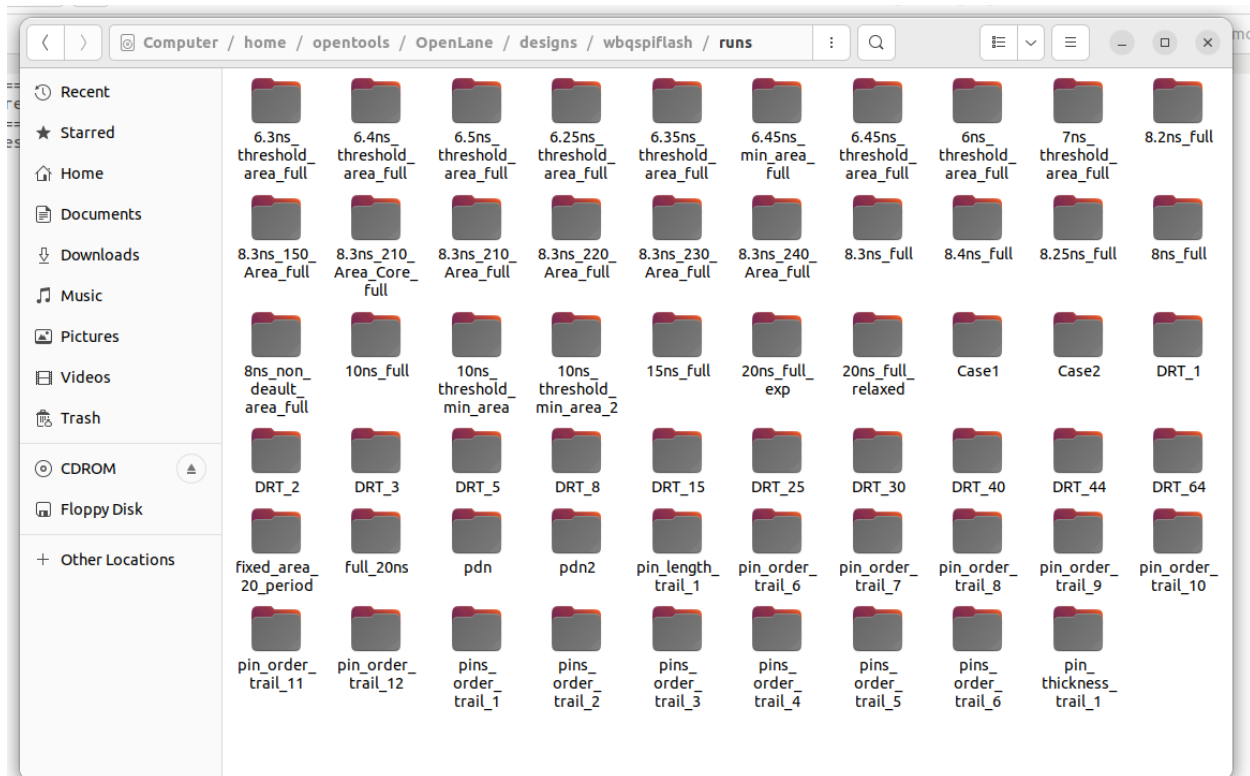 Computer / home / opentools / OpenLane / designs / wbqspiflash / runs
Recent
Starred
Home
Documents
Downloads
Music
Pictures
Videos
Trash
CDROM
Floppy Disk
+ Other Locations
6.3ns_
threshold_
area_full
6.4ns_
threshold_
area_full
6.5ns_
threshold_
area_full
6.25ns_
threshold_
area_full
6.35ns_
threshold_
area_full
6.45ns_
min_area_
full
6.45ns_
threshold_
area_full
6ns_
threshold_
area_full
7ns_
threshold_
area_full
8.2ns_full
8.3ns_150_
Area_full
8.3ns_210_
Area_Core_
full
8.3ns_210_
Area_full
8.3ns_220_
Area_full
8.3ns_230_
Area_full
8.3ns_240_
Area_full
8.3ns_full
8.4ns_full
8.25ns_full
8ns_full
8ns_non_
deault_
area_full
10ns_full
10ns_
threshold_
min_area
10ns_
threshold_
min_area_2
15ns_full
20ns_full_
exp
20ns_full_
relaxed
Case1
Case2
DRT_1
DRT_2
DRT_3
DRT_5
DRT_8
DRT_15
DRT_25
DRT_30
DRT_40
DRT_44
DRT_64
fixed_area_
20_period
full_20ns
pdn
pdn2
pin_length_
trail_1
pin_order_
trail_6
pin_order_
trail_7
pin_order_
trail_8
pin_order_
trail_9
pin_order_
trail_10
pin_order_
trail_11
pin_order_
trail_12
pins_
order_
trail_1
pins_
order_
trail_2
pins_
order_
trail_3
pins_
order_
trail_4
pins_
order_
trail_5
pins_
order_
trail_6
pin_
thickness_
trail_1